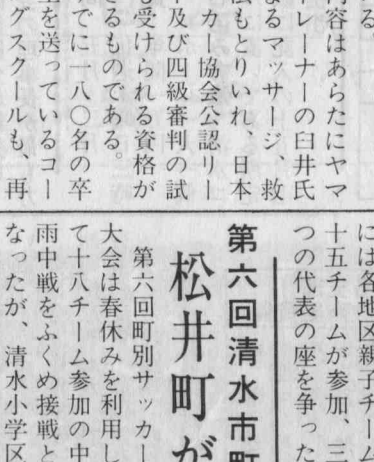 る
内容はあらたにヤマ
トレーナーの臼井氏
よるマッサージ、救
法もとりいれ、日本
カー協会公認リー
及び四級審判の試
も受けられる資格が
るものである。
でに一八〇名の卒
を送っているコー
グスクールも、再
には各地区親子チーム
十五チームが参加、三
つの代表の座を争った
第六回清水市町
松井町が
第六回町別サッカー
大会は春休みを利用し
て十八チーム参加の中
雨中戦をふくめ接戦と
なったが、清水小学区